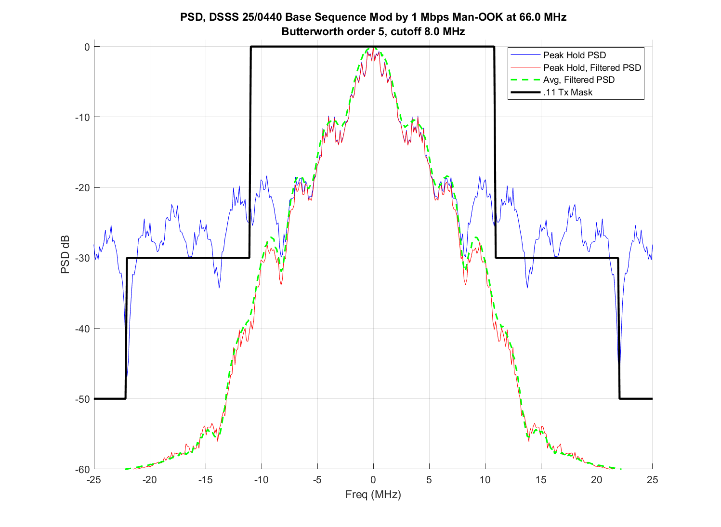 PSD, DSSS 25/0440 Base Sequence Mod by 1 Mbps Man-OOK at 66.0 MHz
Butterworth order 5, cutoff 8.0 MHz
Peak Hold PSD
Peak Hold, Filtered PSD
Avg, Filtered PSD
.11 Tx Mask
PSD dB
0
-10
-20
-30
-40
-50
-60
-25
-20
-15
-10
-5
0
5
10
15
20
25
Freq (MHz)